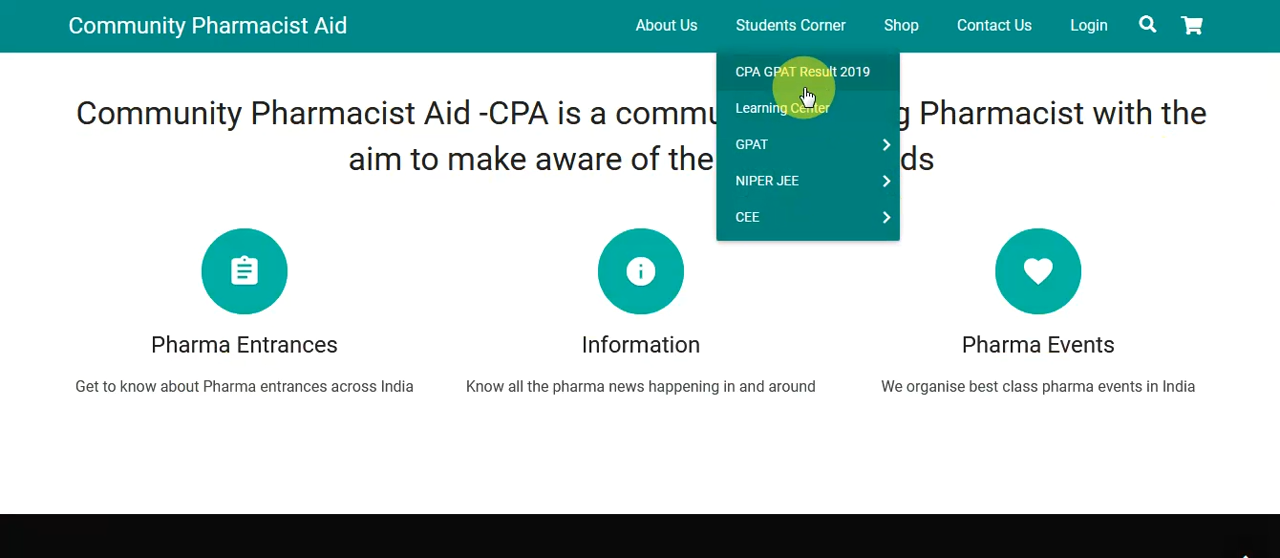 Community Pharmacist Aid
About Us Students Corner Shop Contact Us Login
CPA GPAT Result 2019
Learning Center
GPAT
NIPER JEE
CEE
Community Pharmacist Aid -CPA is a Pharmacist with the
aim to make aware of the
Pharma Entrances
Get to know about Pharma entrances across India
Information
Know all the pharma news happening in and around
Pharma Events
We organise best class pharma events in India